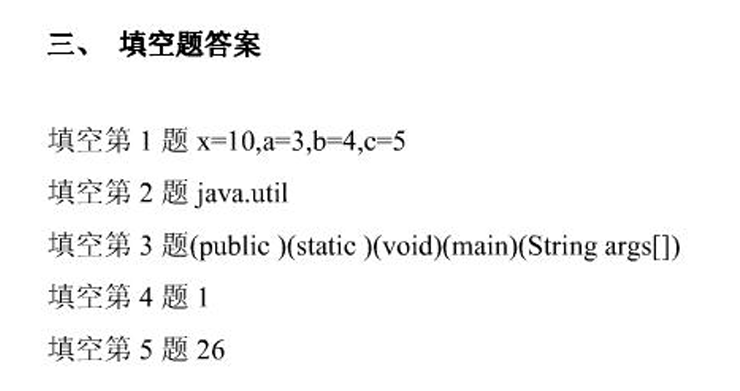 三、 填空题答案
填空第 1 题 x=10,a=3,b=4,c=5
填空第 2 题 java.util
填空第 3 题(public )(static )(void)(main)(String args[])
填空第 4 题 1
填空第 5 题 26